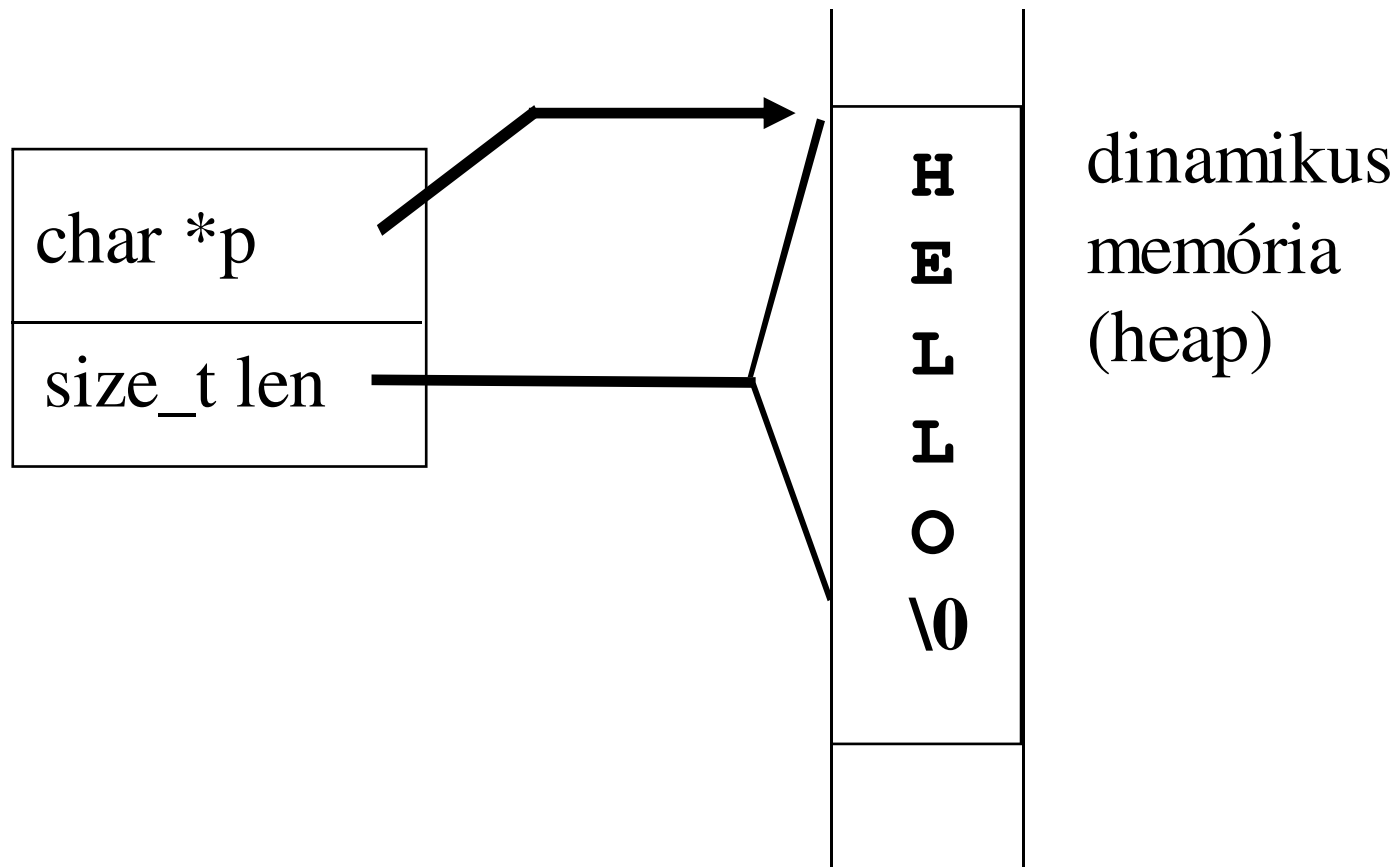 char *p
size_t len
H
E
L
L
O
\0
dinamikus
memória
(heap)